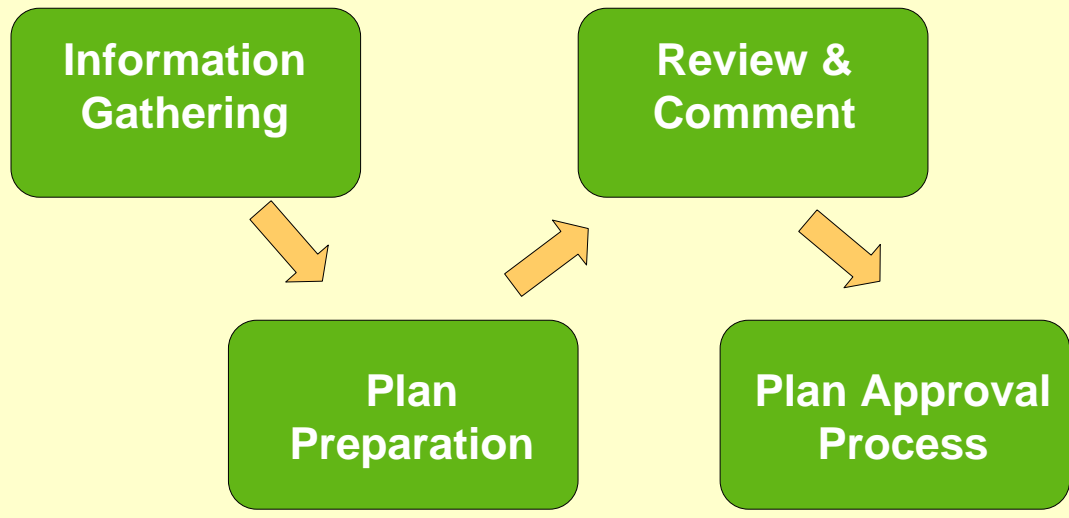 Information
Gathering
Plan
Preparation
Review &
Comment
Plan Approval
Process